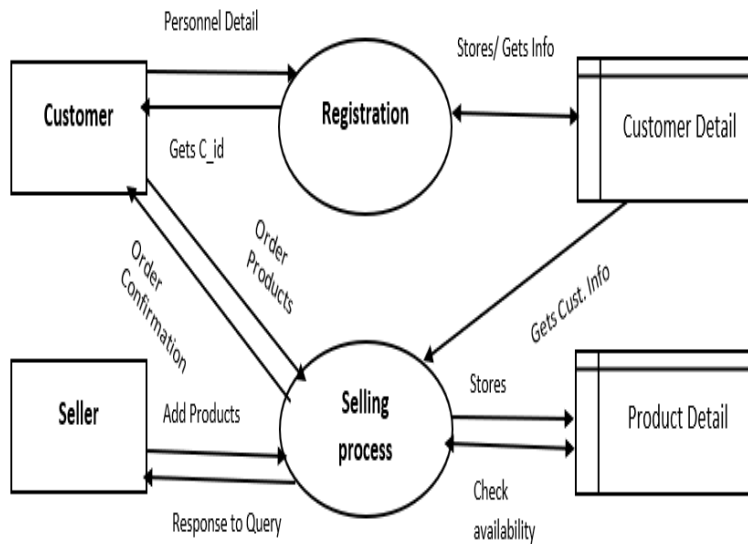 Personnel Detail
Stores/ Gets Info
Customer
Registration
Customer Detail
Gets C_id
Order
Products
Order
Confirmation
Gets Cust. Info
Seller
Add Products
Selling
process
Stores
Product Detail
Response to Query
Check
availability